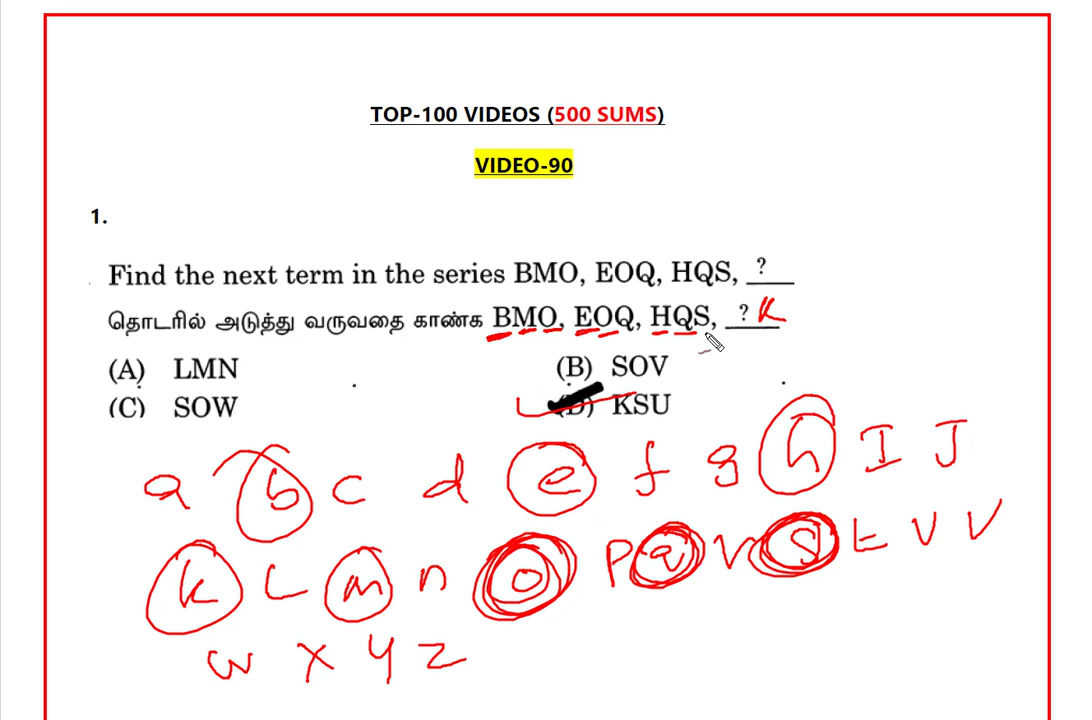 TOP-100 VIDEOS (500 SUMS)
VIDEO-90
1.
Find the next term in the series BMO, EOQ, HQS, ?
தொடரில் அடுத்து வருவதை காண்க BMO, EOQ, HQS, ? K
(A) LMN (B) SOV
(C) SOW (D) KSU
a b c d e f g h I J
k L m n o P q r s t U V
w X Y Z